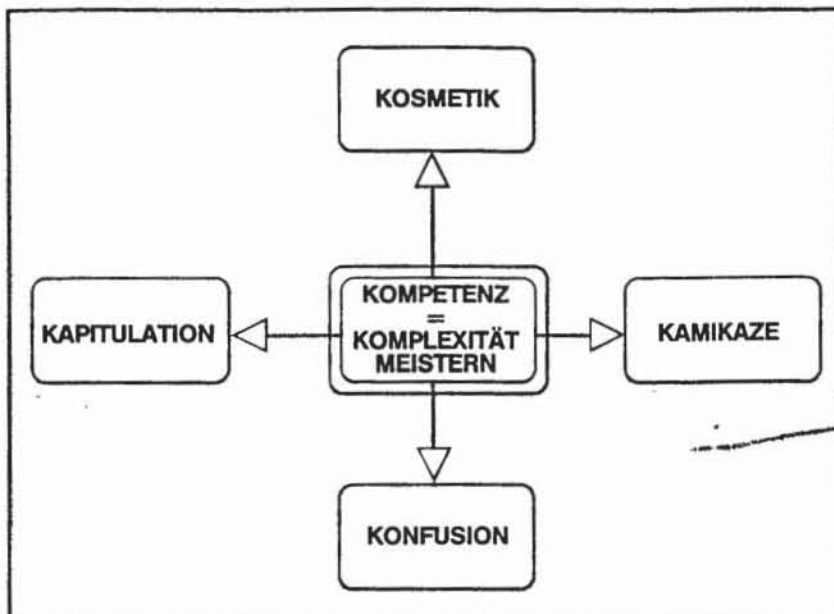 KOSMETIK
KAPITULATION
KOMPETENZ
=
KOMPLEXITÄT
MEISTERN
KAMIKAZE
KONFUSION